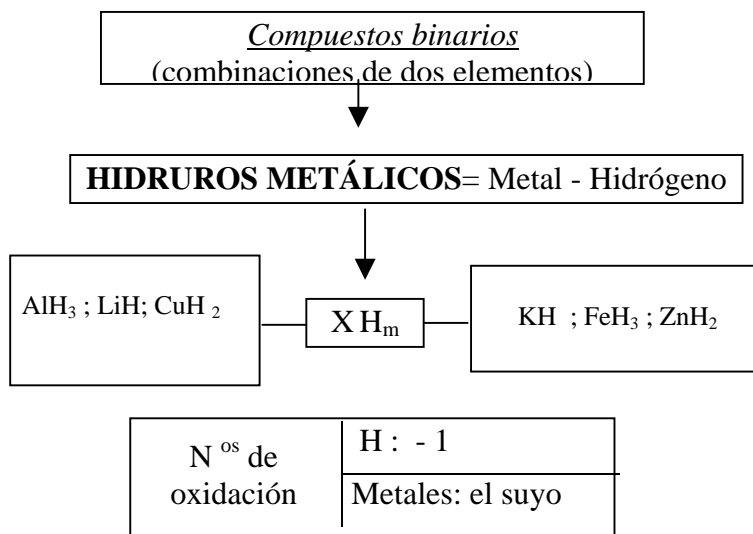 Compuestos binarios
(combinaciones de dos elementos)
HIDRUROS METÁLICOS= Metal - Hidrógeno
AlH₃ ; LiH; CuH ₂
X Hₘ
KH ; FeH₃ ; ZnH₂
N ᵒˢ de
oxidación
H : - 1
Metales: el suyo